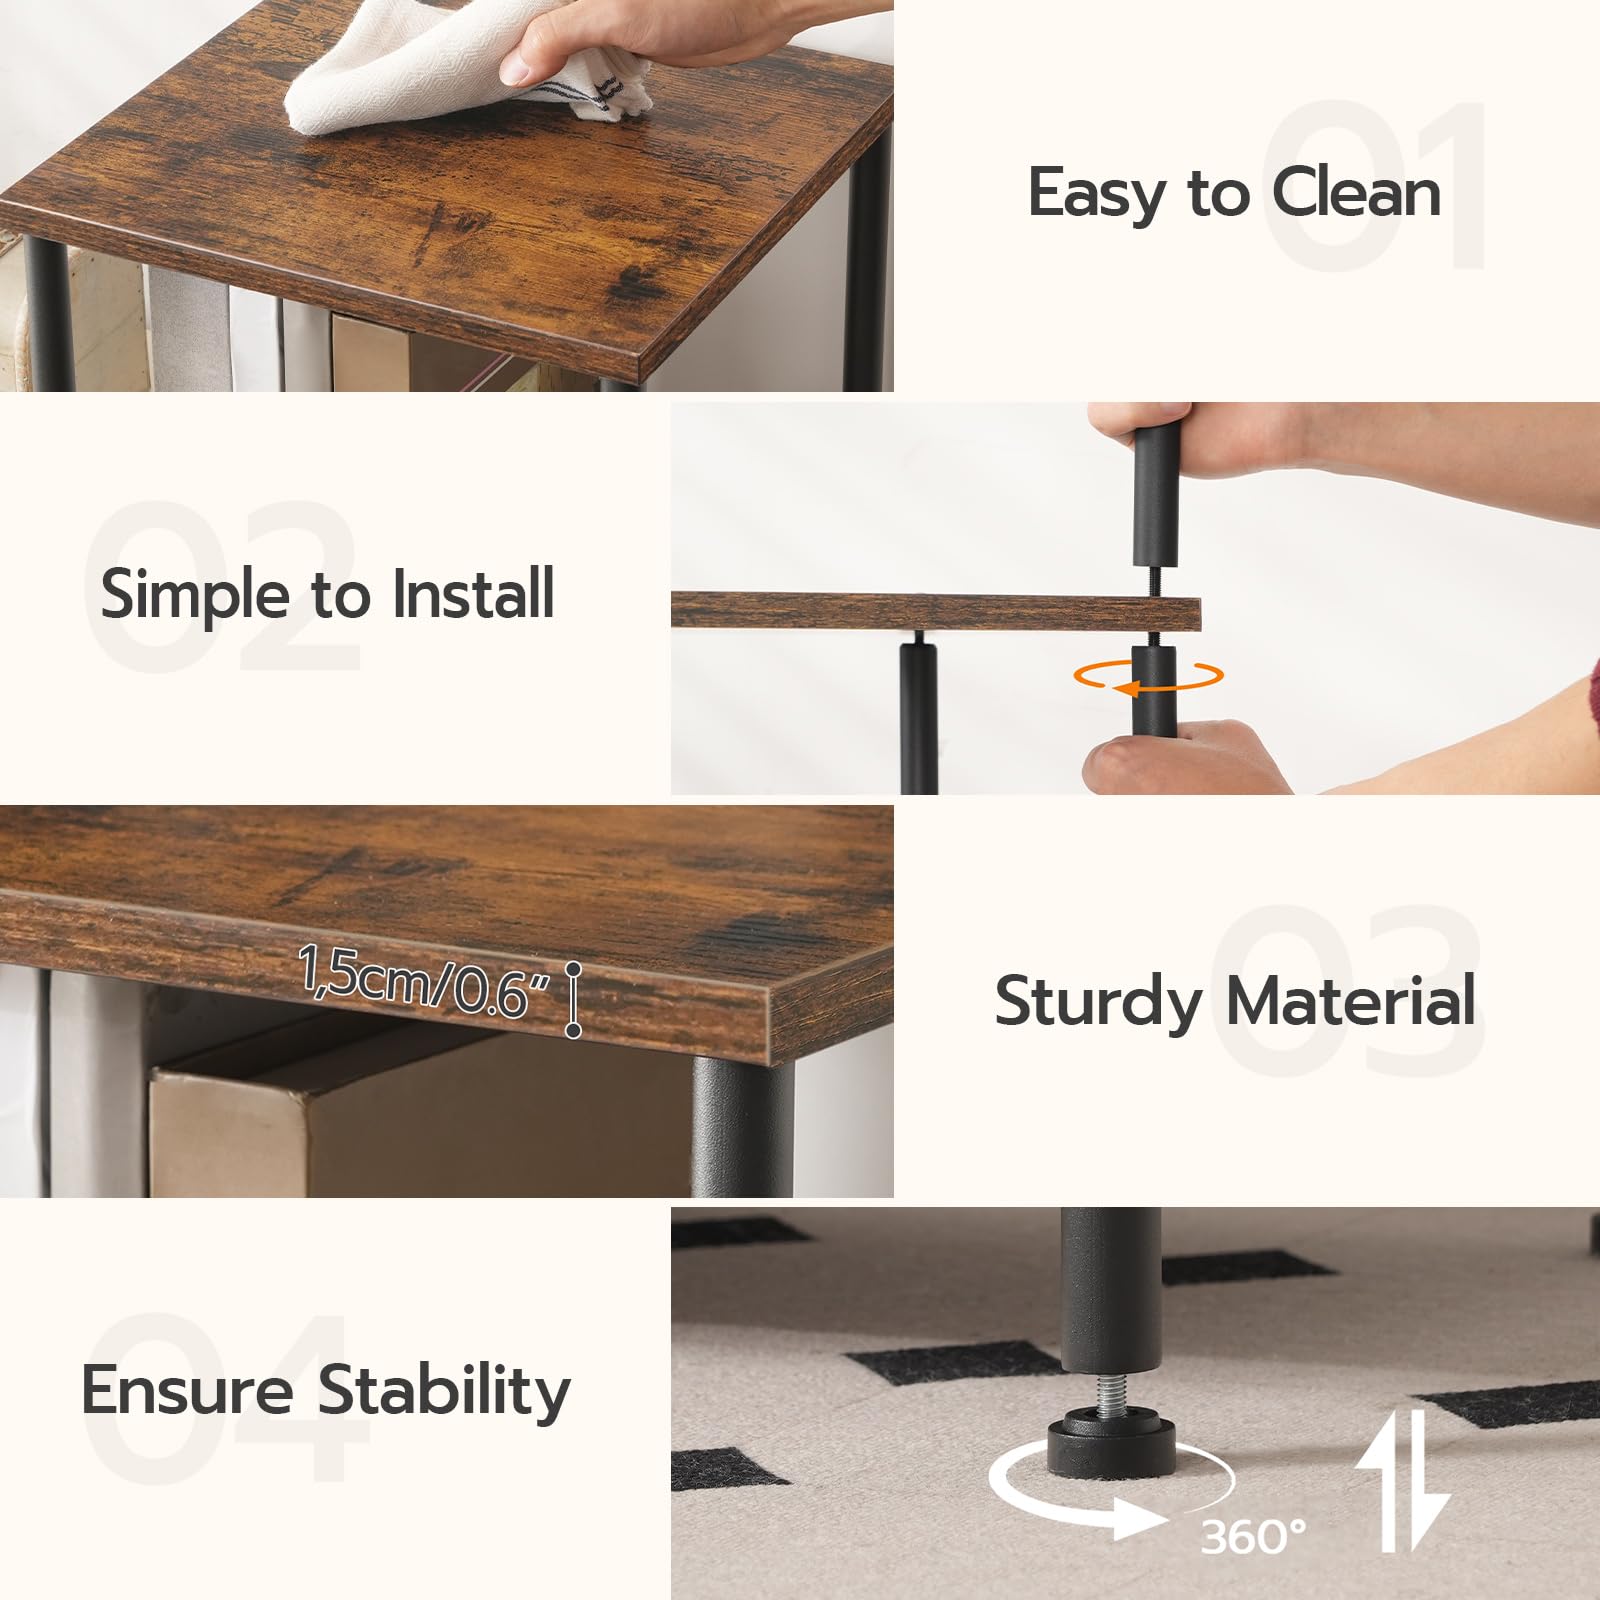 01
Easy to Clean
02
Simple to Install
1,5cm/0.6”
03
Sturdy Material
04
Ensure Stability
360°